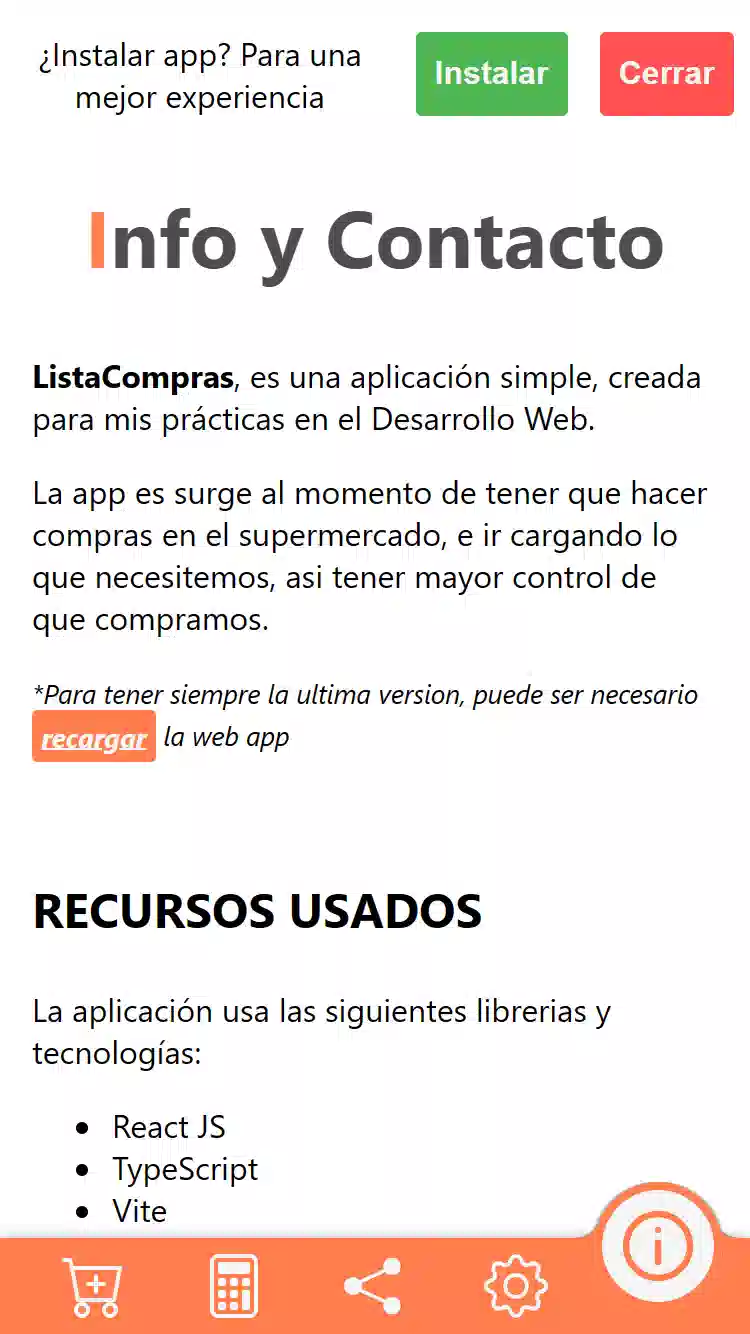 ¿Instalar app? Para una
mejor experiencia
Instalar
Cerrar
Info y Contacto
ListaCompras, es una aplicación simple, creada
para mis prácticas en el Desarrollo Web.
La app es surge al momento de tener que hacer
compras en el supermercado, e ir cargando lo
que necesitemos, asi tener mayor control de
que compramos.
*Para tener siempre la ultima version, puede ser necesario
recargar la web app
RECURSOS USADOS
La aplicación usa las siguientes librerias y
tecnologías:
• React JS
• TypeScript
• Vite